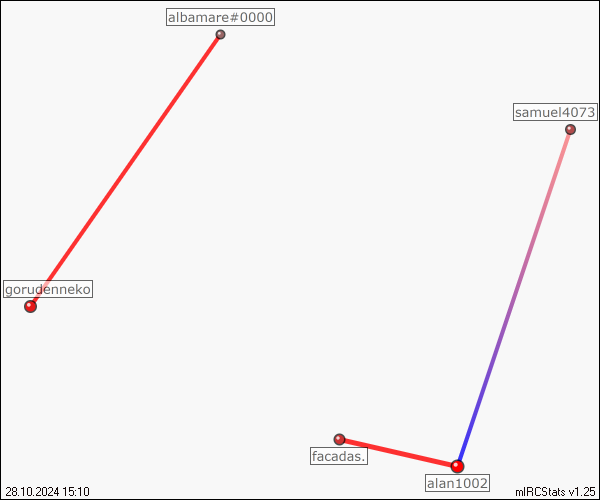 albamare#0000
samuel4073
gorudenneko
facadas.
alan1002
28.10.2024 15:10
mIRCStats v1.25